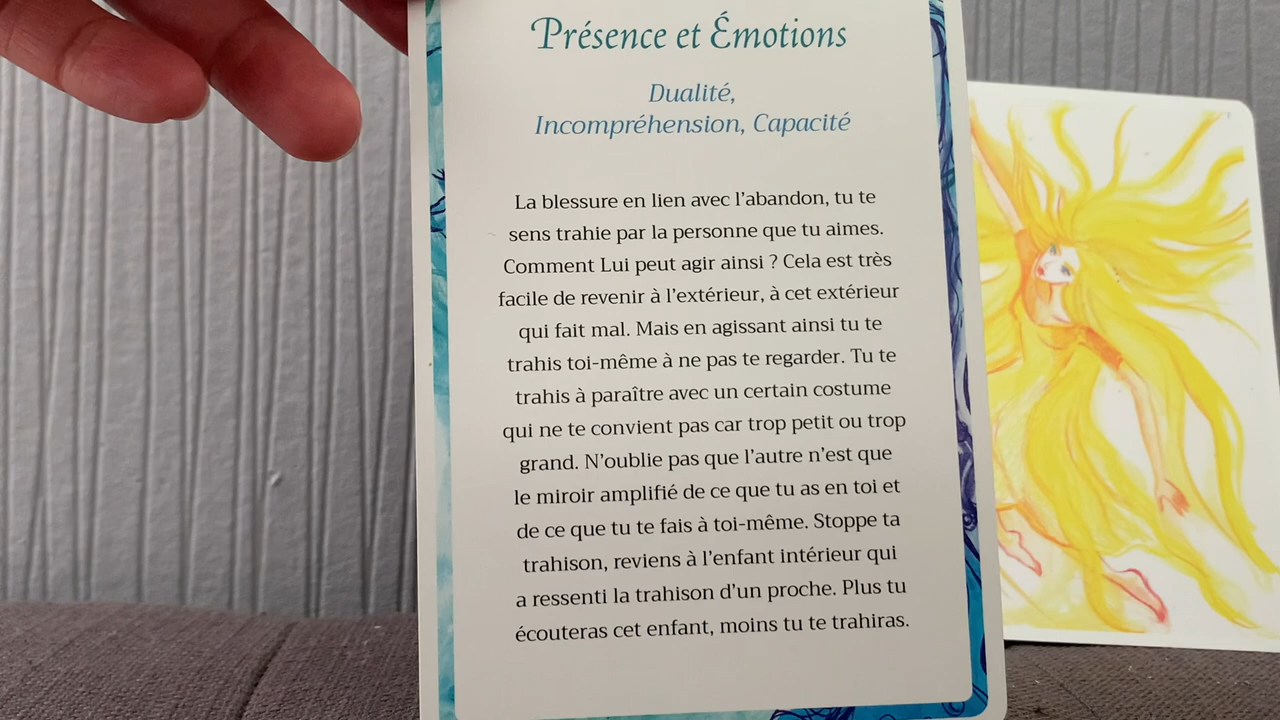 Présence et Émotions
Dualité,
Incompréhension, Capacité
La blessure en lien avec l'abandon, tu te
sens trahie par la personne que tu aimes.
Comment Lui peut agir ainsi ? Cela est très
facile de revenir à l'extérieur, à cet extérieur
qui fait mal. Mais en agissant ainsi tu te
trahis toi-même à ne pas te regarder. Tu te
trahis à paraître avec un certain costume
qui ne te convient pas car trop petit ou trop
grand. N'oublie pas que l'autre n'est que
le miroir amplifié de ce que tu as en toi et
de ce que tu te fais à toi-même. Stoppe ta
trahison, reviens à l'enfant intérieur qui
a ressenti la trahison d'un proche. Plus tu
écouteras cet enfant, moins tu te trahiras.